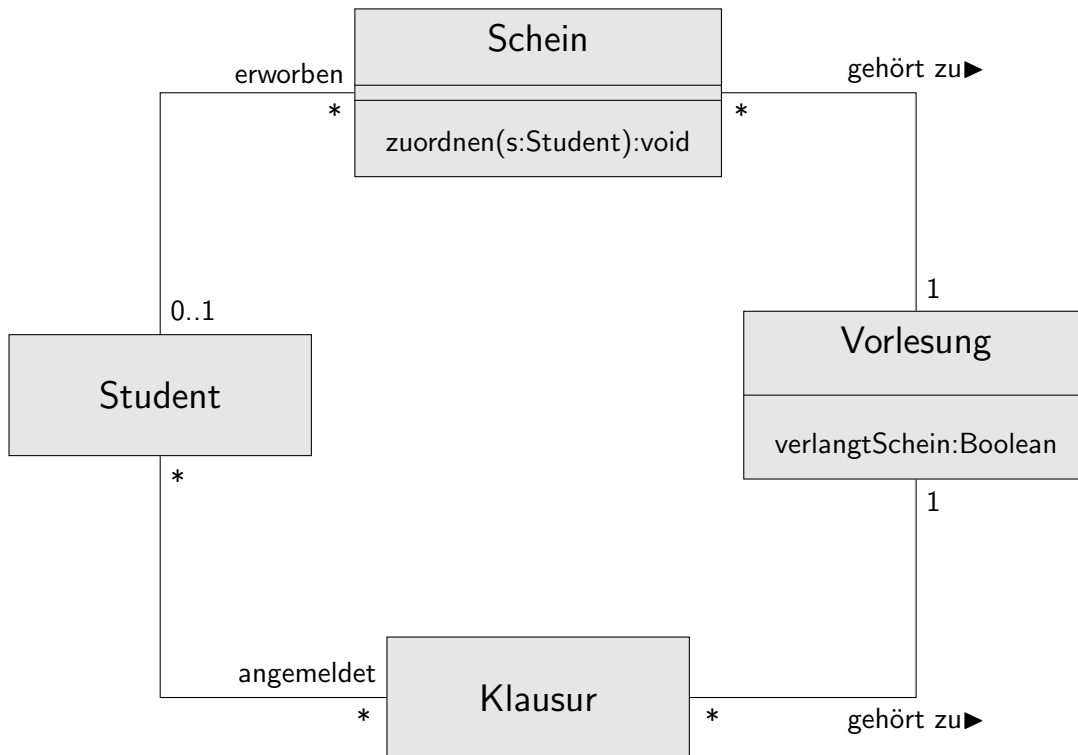 Schein
erworben
gehört zu▶
*
*
zuordnen(s:Student):void
0..1
1
Vorlesung
Student
verlangtSchein:Boolean
*
1
angemeldet
Klausur
*
*
gehört zu▶